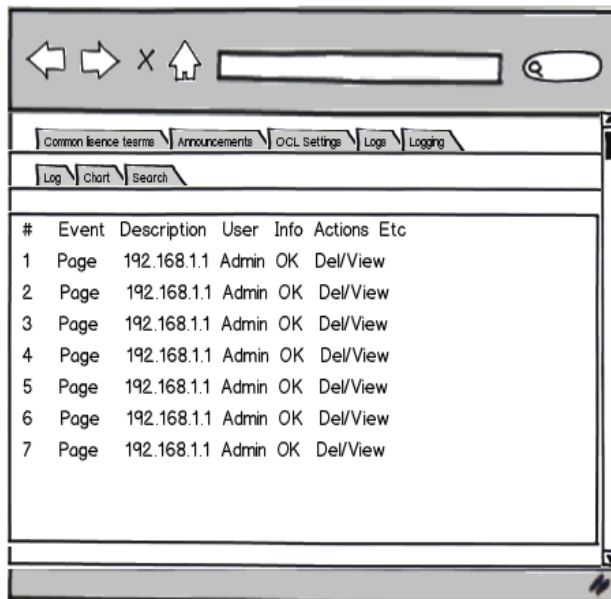 Common lisence tesrms Announcements OCL Settings Logs Logging
Log Chart Search
# Event Description User Info Actions Etc
1 Page 192.168.1.1 Admin OK Del/View
2 Page 192.168.1.1 Admin OK Del/View
3 Page 192.168.1.1 Admin OK Del/View
4 Page 192.168.1.1 Admin OK Del/View
5 Page 192.168.1.1 Admin OK Del/View
6 Page 192.168.1.1 Admin OK Del/View
7 Page 192.168.1.1 Admin OK Del/View